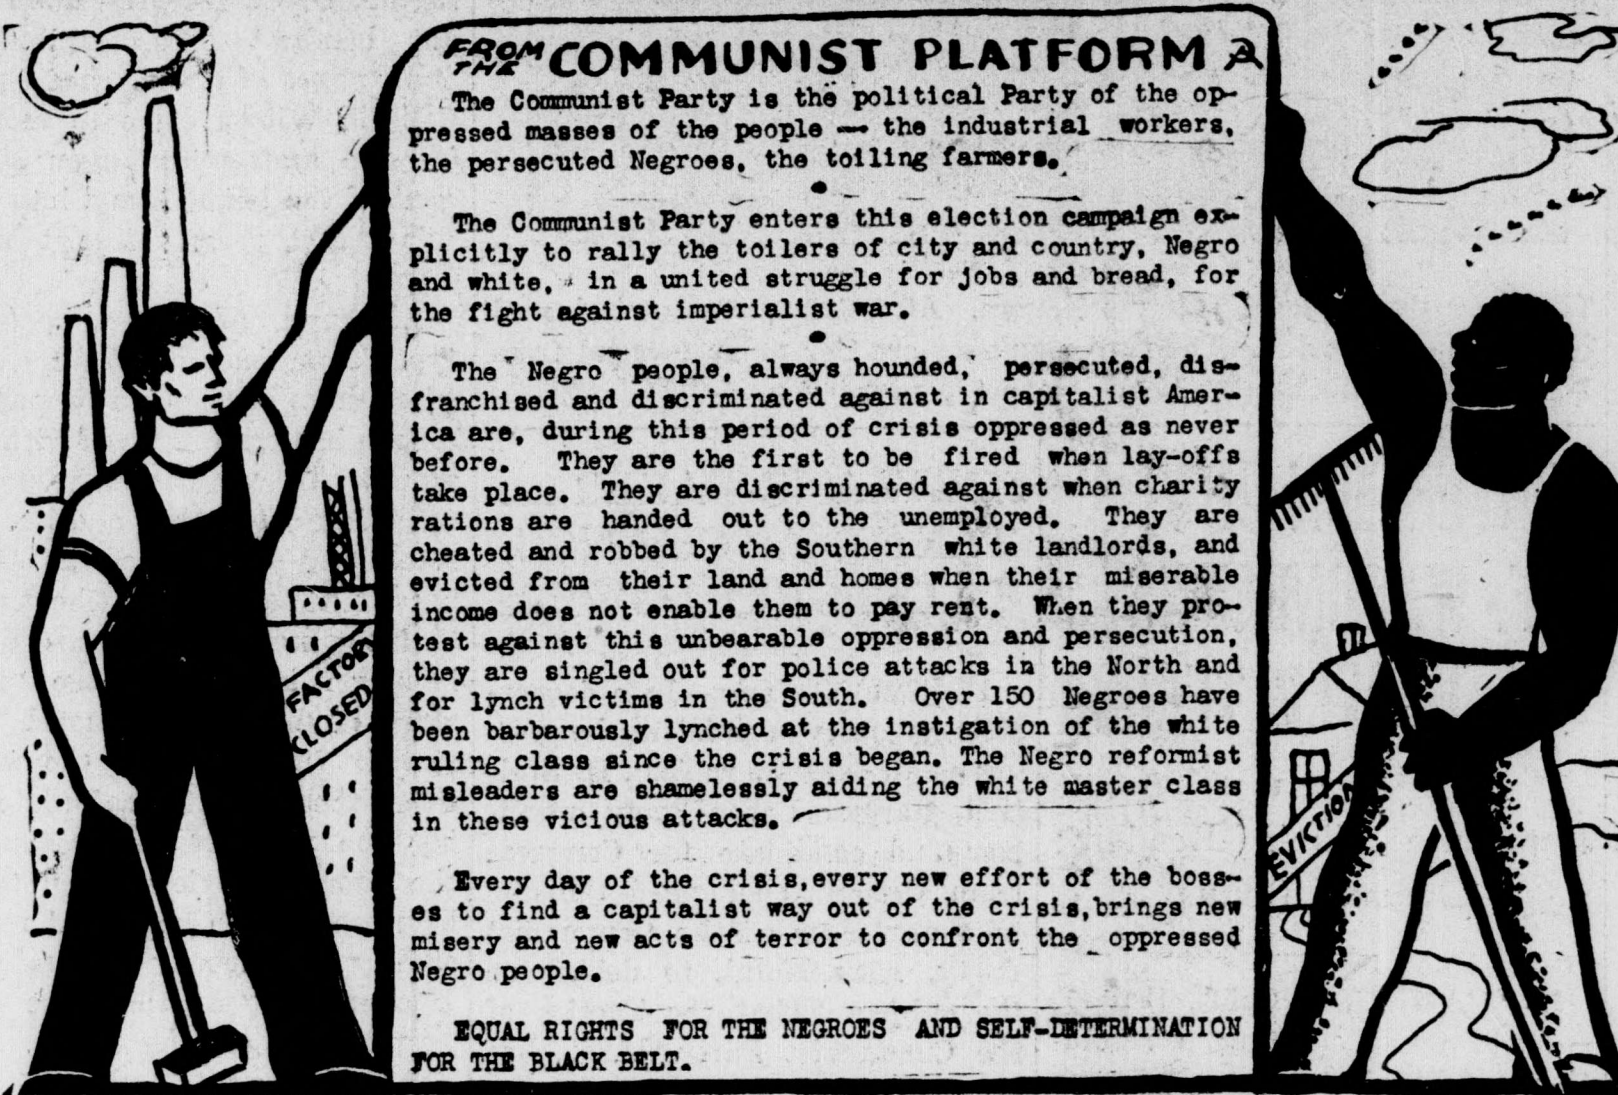 FROM THE COMMUNIST PLATFORM
The Communist Party is the political Party of the op-
pressed masses of the people — the industrial workers,
the persecuted Negroes, the toiling farmers.
The Communist Party enters this election campaign ex-
plicitly to rally the toilers of city and country, Negro
and white, in a united struggle for jobs and bread, for
the fight against imperialist war.
The Negro people, always hounded, persecuted, dis-
franchised and discriminated against in capitalist Amer-
ica are, during this period of crisis oppressed as never
before. They are the first to be fired when lay-offs
take place. They are discriminated against when charity
rations are handed out to the unemployed. They are
cheated and robbed by the Southern white landlords, and
evicted from their land and homes when their miserable
income does not enable them to pay rent. When they pro-
test against this unbearable oppression and persecution,
they are singled out for police attacks in the North and
for lynch victims in the South. Over 150 Negroes have
been barbarously lynched at the instigation of the white
ruling class since the crisis began. The Negro reformist
misleaders are shamelessly aiding the white master class
in these vicious attacks.
Every day of the crisis,every new effort of the boss-
es to find a capitalist way out of the crisis,brings new
misery and new acts of terror to confront the oppressed
Negro people.
EQUAL RIGHTS FOR THE NEGROES AND SELF-DETERMINATION
FOR THE BLACK BELT.
FACTORY
CLOSED
EVICTION